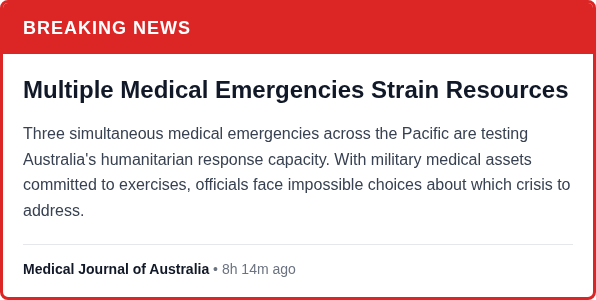 BREAKING NEWS
Multiple Medical Emergencies Strain Resources
Three simultaneous medical emergencies across the Pacific are testing
Australia's humanitarian response capacity. With military medical assets
committed to exercises, officials face impossible choices about which crisis to
address.
Medical Journal of Australia • 8h 14m ago